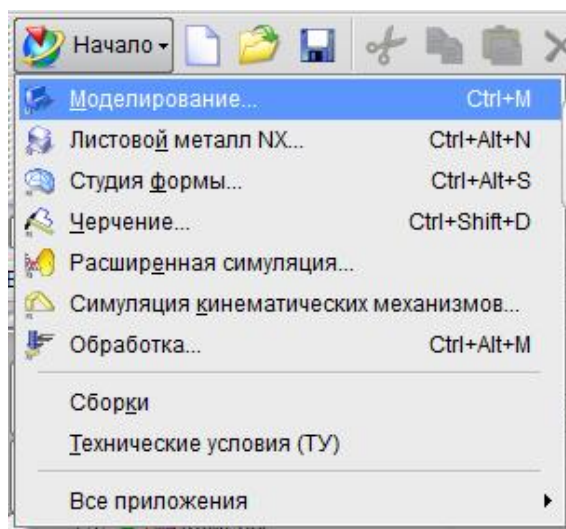 Начало
Моделирование... Ctrl+M
Листовой металл NX... Ctrl+Alt+N
Студия формы... Ctrl+Alt+S
Черчение... Ctrl+Shift+D
Расширенная симуляция...
Симуляция кинематических механизмов...
Обработка... Ctrl+Alt+M
Сборки
Технические условия (ТУ)
Все приложения